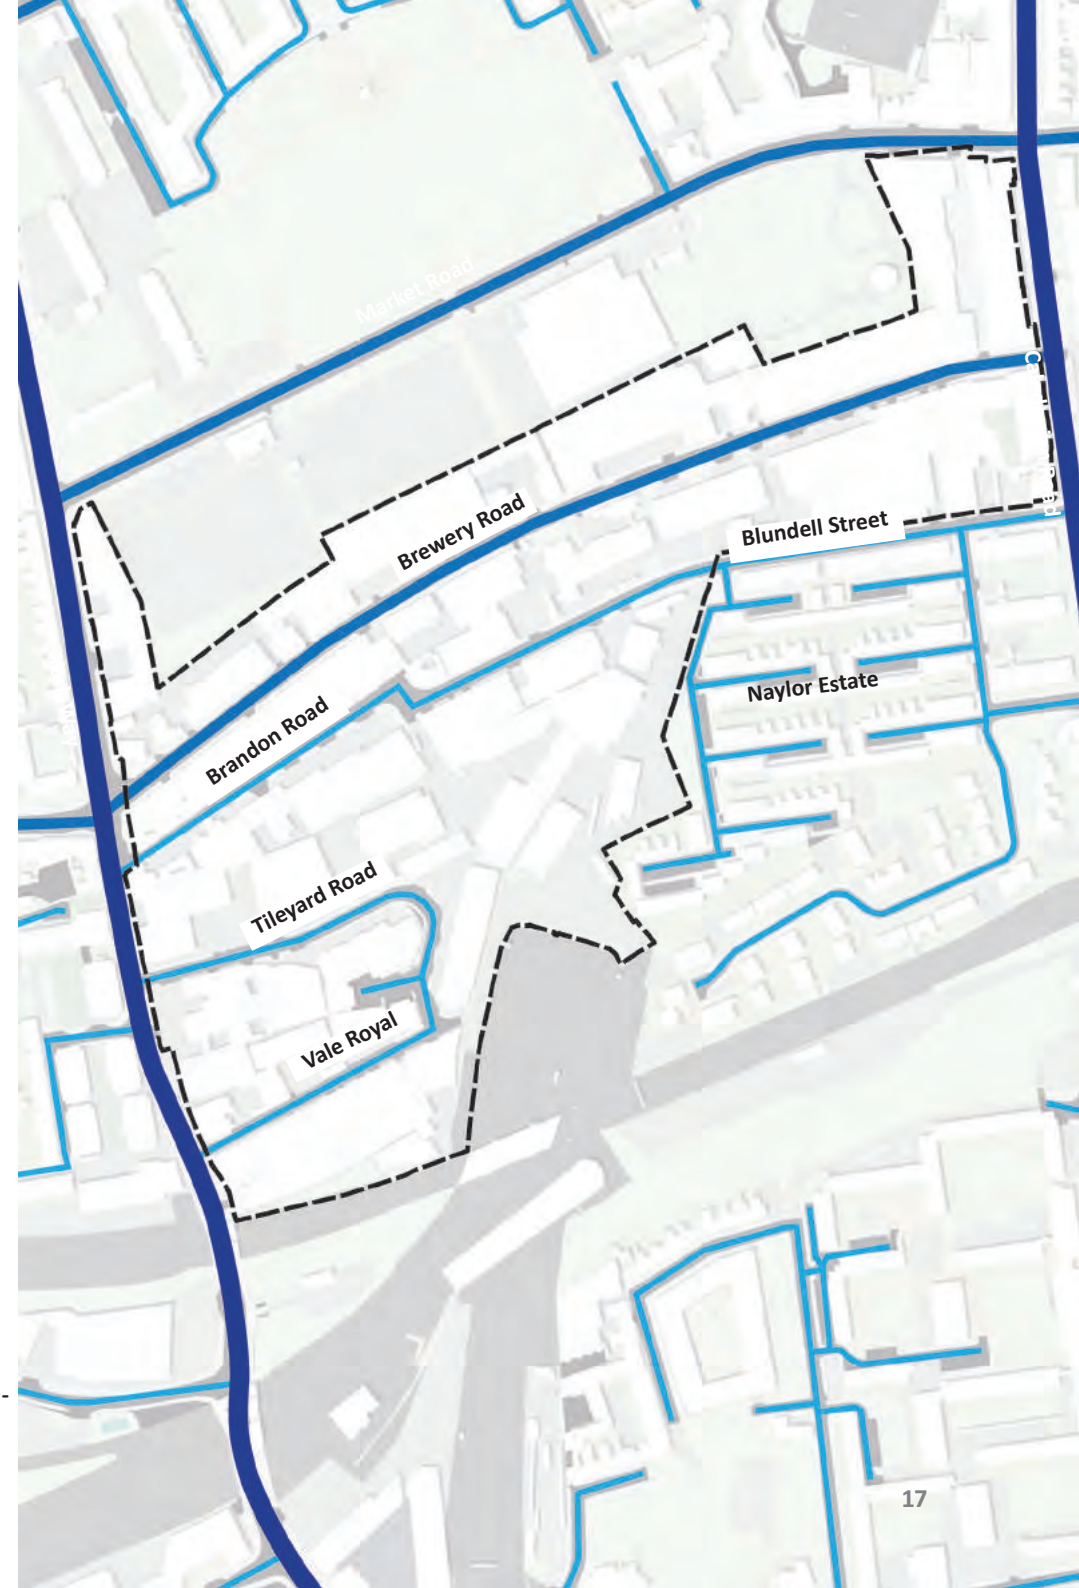 Market Road
Brewery Road
Blundell Street
Naylor Estate
Brandon Road
Tileyard Road
Vale Royal
-
17